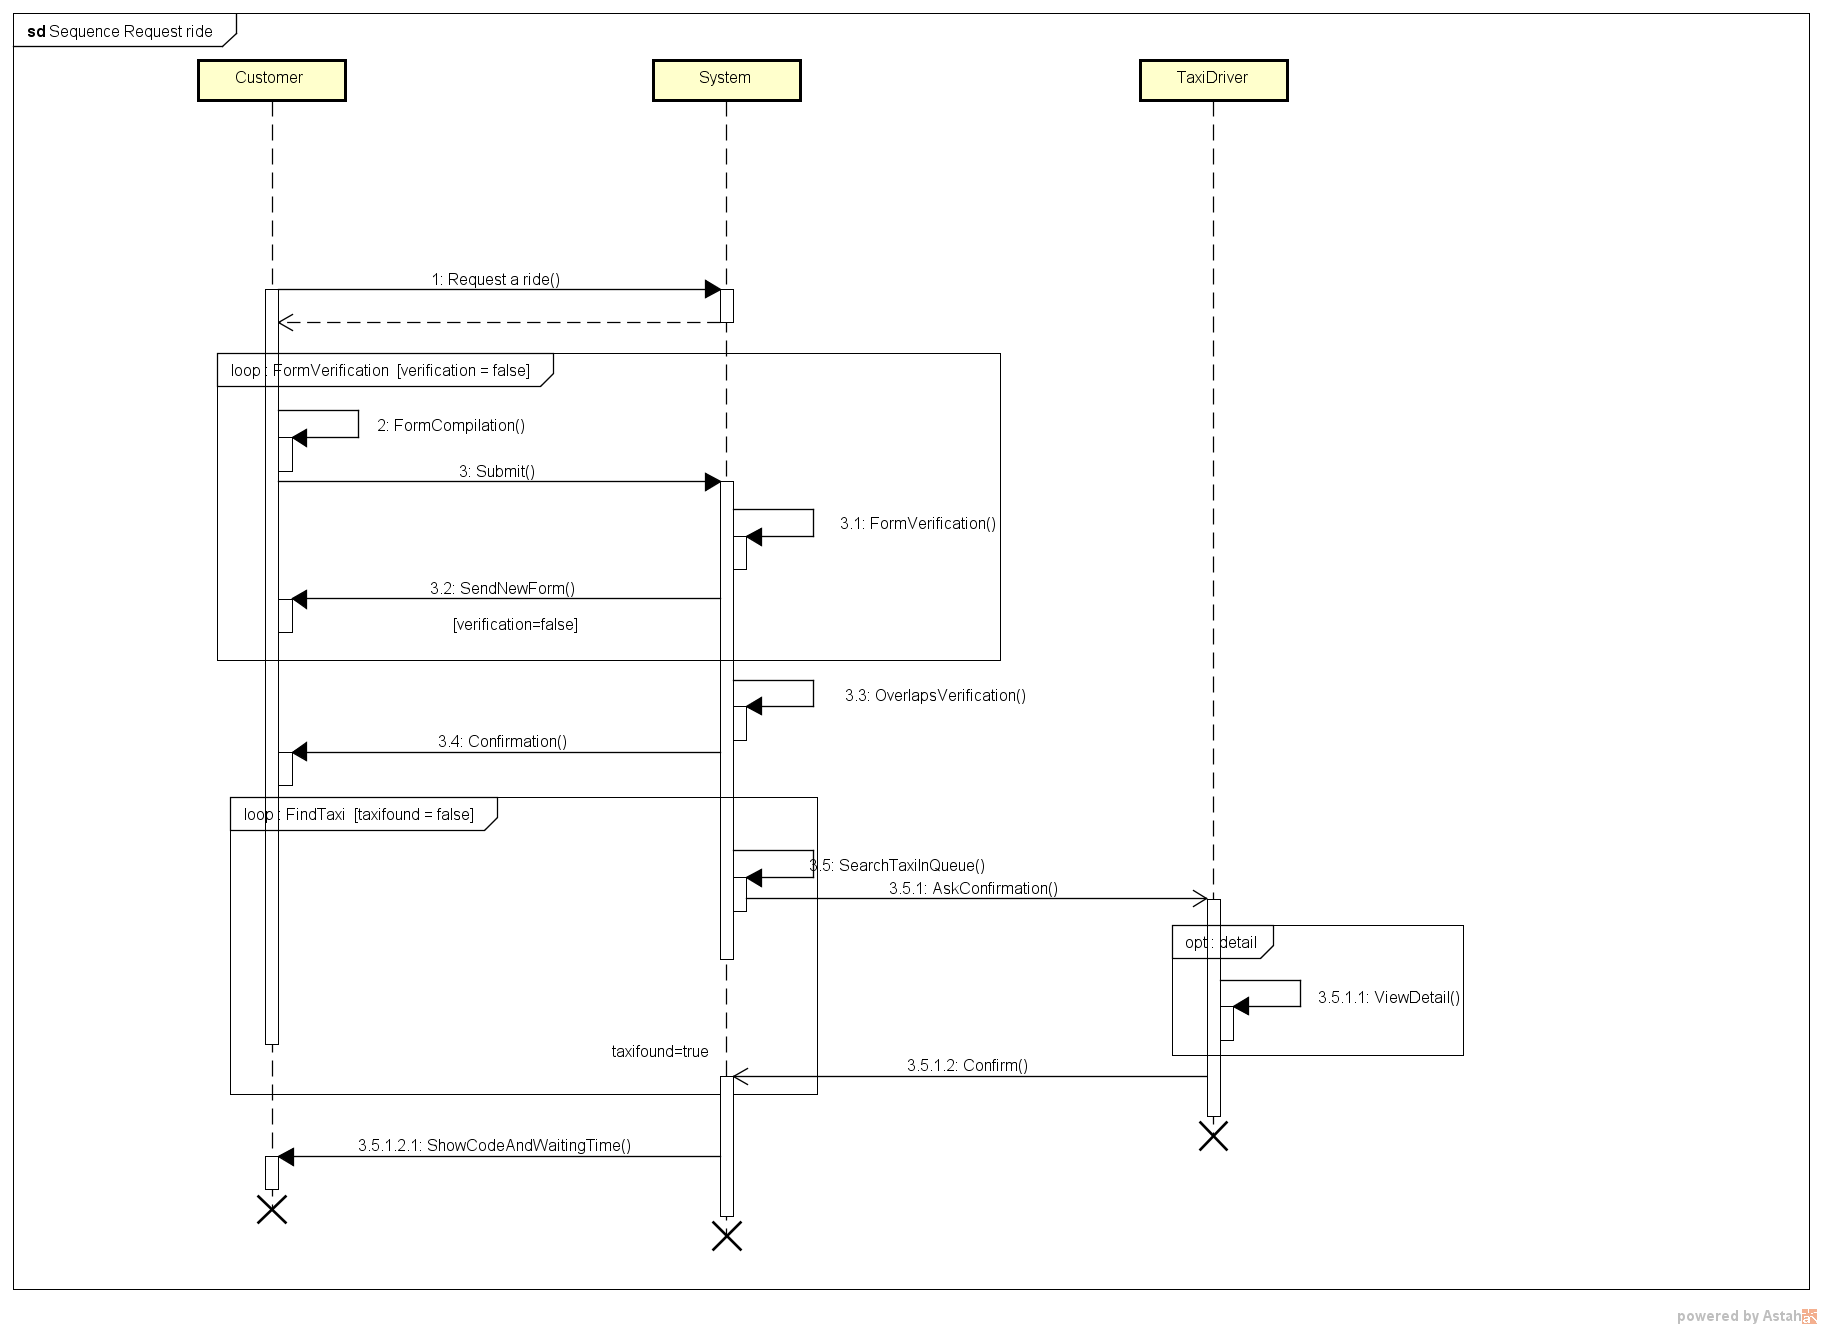 sd Sequence Request ride
Customer
System
TaxiDriver
1: Request a ride()
loop : FormVerification [verification = false]
2: FormCompilation()
3: Submit()
3.1: FormVerification()
3.2: SendNewForm()
[verification=false]
3.3: OverlapsVerification()
3.4: Confirmation()
loop : FindTaxi [taxifound = false]
3.5: SearchTaxiInQueue()
3.5.1: AskConfirmation()
opt : detail
3.5.1.1: ViewDetail()
taxifound=true
3.5.1.2: Confirm()
3.5.1.2.1: ShowCodeAndWaitingTime()
powered by Astah